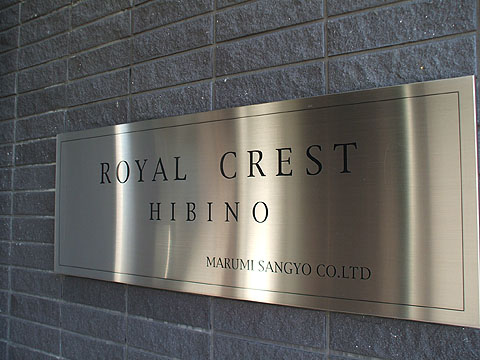 ROYAL CREST
HIBINO
MARUMI SANGYO CO.LTD